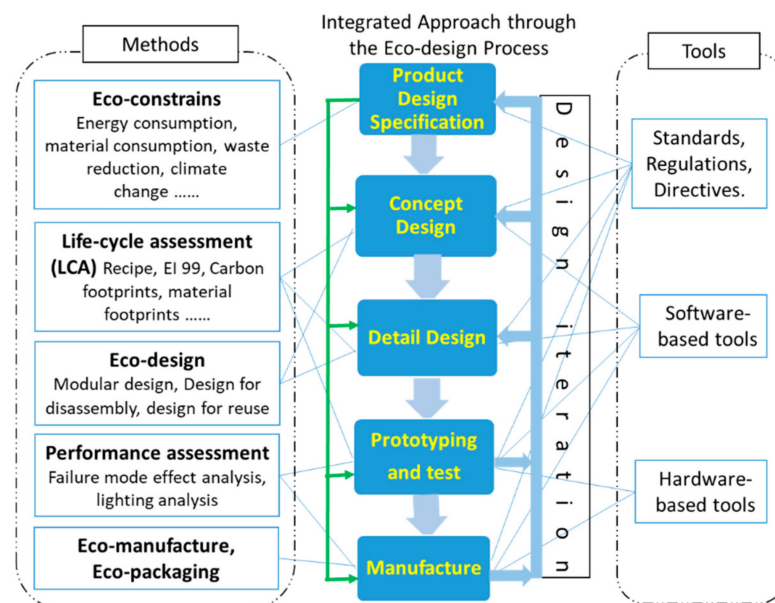 Integrated Approach through
the Eco-design Process
Methods
Eco-constrains
Energy consumption,
material consumption, waste
reduction, climate
change ......
Life-cycle assessment
(LCA) Recipe, EI 99, Carbon
footprints, material
footprints ......
Eco-design
Modular design, Design for
disassembly, design for reuse
Performance assessment
Failure mode effect analysis,
lighting analysis
Eco-manufacture,
Eco-packaging
Product
Design
Specification
Concept
Design
Detail Design
Prototyping
and test
Manufacture
Dessign itteration
Tools
Standards,
Regulations,
Directives.
Software-
based tools
Hardware-
based tools